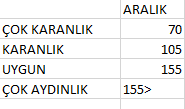 ARALIK
ÇOK KARANLIK 70
KARANLIK 105
UYGUN 155
ÇOK AYDINLIK 155>